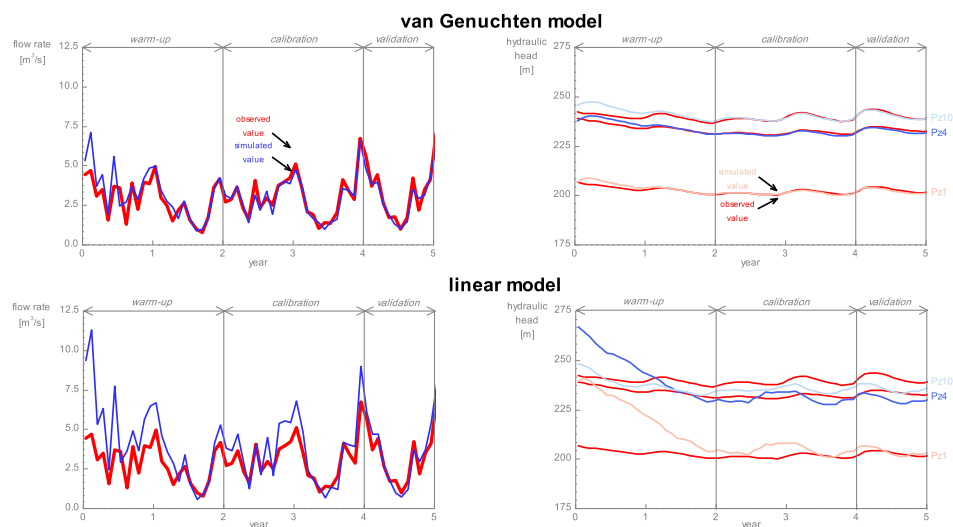 van Genuchten model
flow rate
[m³/s]
warm-up
calibration
validation
12.5
10.0
7.5
5.0
2.5
0.0
observed
value
simulated
value
0
1
2
3
4
5
year
hydraulic
head
[m]
warm-up
calibration
validation
275
250
225
200
175
Pz10
Pz4
Pz1
simulated
value
observed
value
0
1
2
3
4
5
year
linear model
flow rate
[m³/s]
warm-up
calibration
validation
12.5
10.0
7.5
5.0
2.5
0.0
0
1
2
3
4
5
year
hydraulic
head
[m]
warm-up
calibration
validation
275
250
225
200
175
Pz10
Pz4
Pz1
0
1
2
3
4
5
year